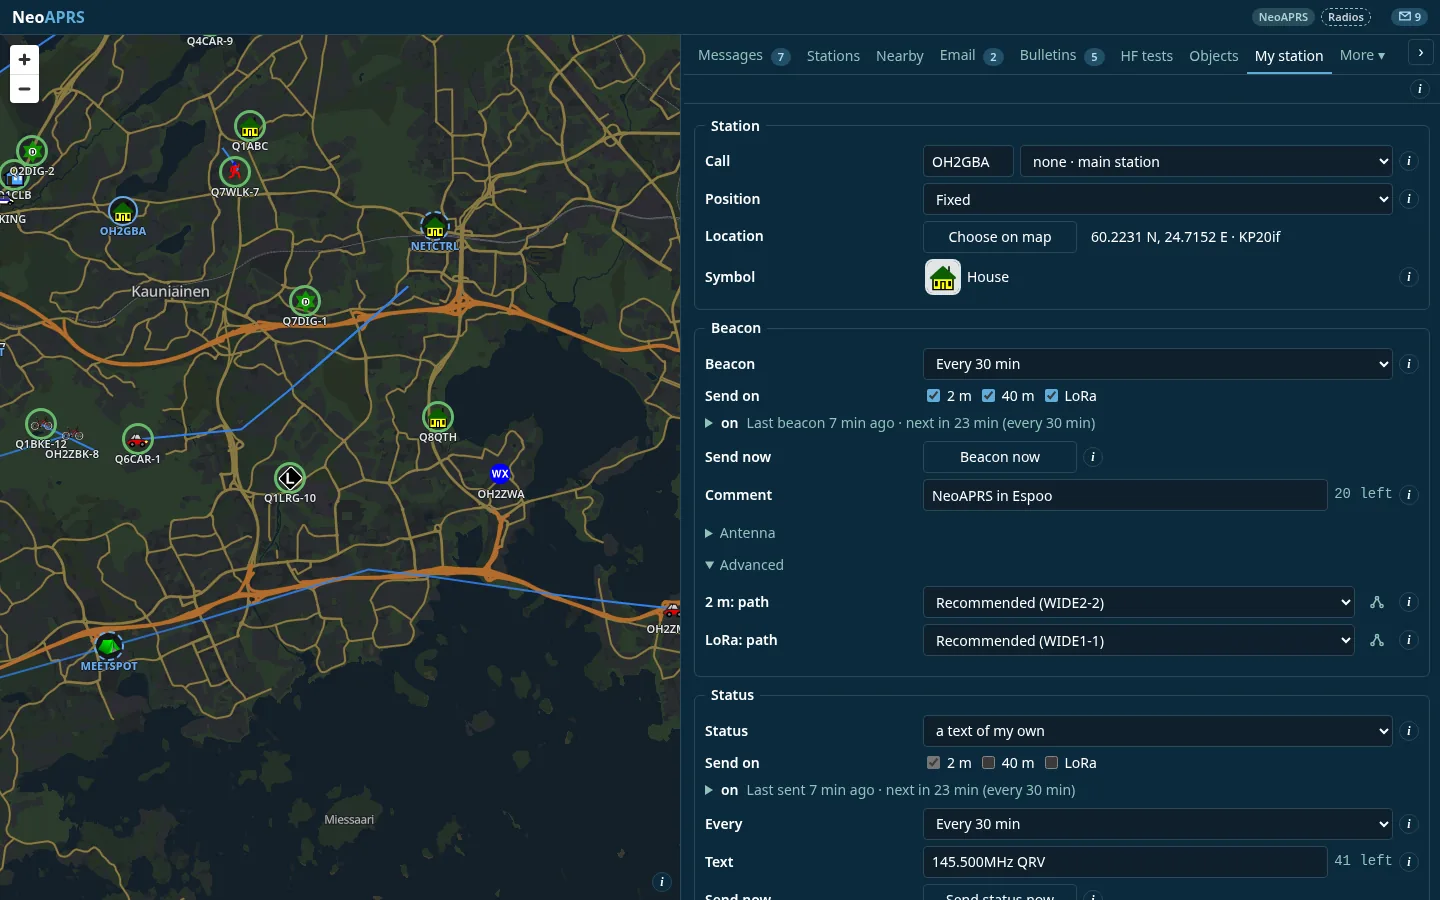 NeoAPRS
NeoAPRS Radios 9
Messages 7 Stations Nearby Email 2 Bulletins 5 HF tests Objects My station More ▾ ›
+
−
Q4CAR-9
Q1ABC
D
Q2DIG-2
Q7WLK-7
KING
OH2GBA
NETCTRL
Kauniainen
D
Q7DIG-1
Q1BKE-12
OH2ZBK-8
Q6CAR-1
Q8QTH
L
Q1LRG-10
WX
OH2ZWA
MEETSPOT
Miessaari
i
i
Station
Call OH2GBA none · main station i
Position Fixed i
Location Choose on map 60.2231 N, 24.7152 E · KP20if
Symbol House i
Beacon
Beacon Every 30 min i
Send on 2 m 40 m LoRa
▶ on Last beacon 7 min ago · next in 23 min (every 30 min)
Send now Beacon now i
Comment NeoAPRS in Espoo 20 left i
▶ Antenna
▼ Advanced
2 m: path Recommended (WIDE2-2) i
LoRa: path Recommended (WIDE1-1) i
Status
Status a text of my own i
Send on 2 m 40 m LoRa
▶ on Last sent 7 min ago · next in 23 min (every 30 min)
Every Every 30 min i
Text 145.500MHz QRV 41 left i
Send now Send status now i